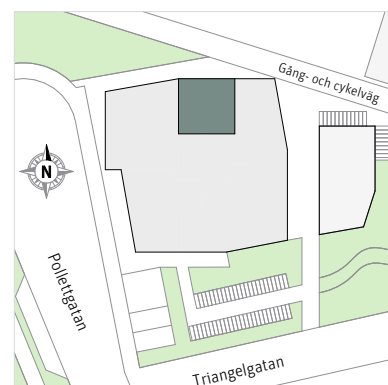 Gång- och cykelväg
N
Pollettgatan
Triangelgatan